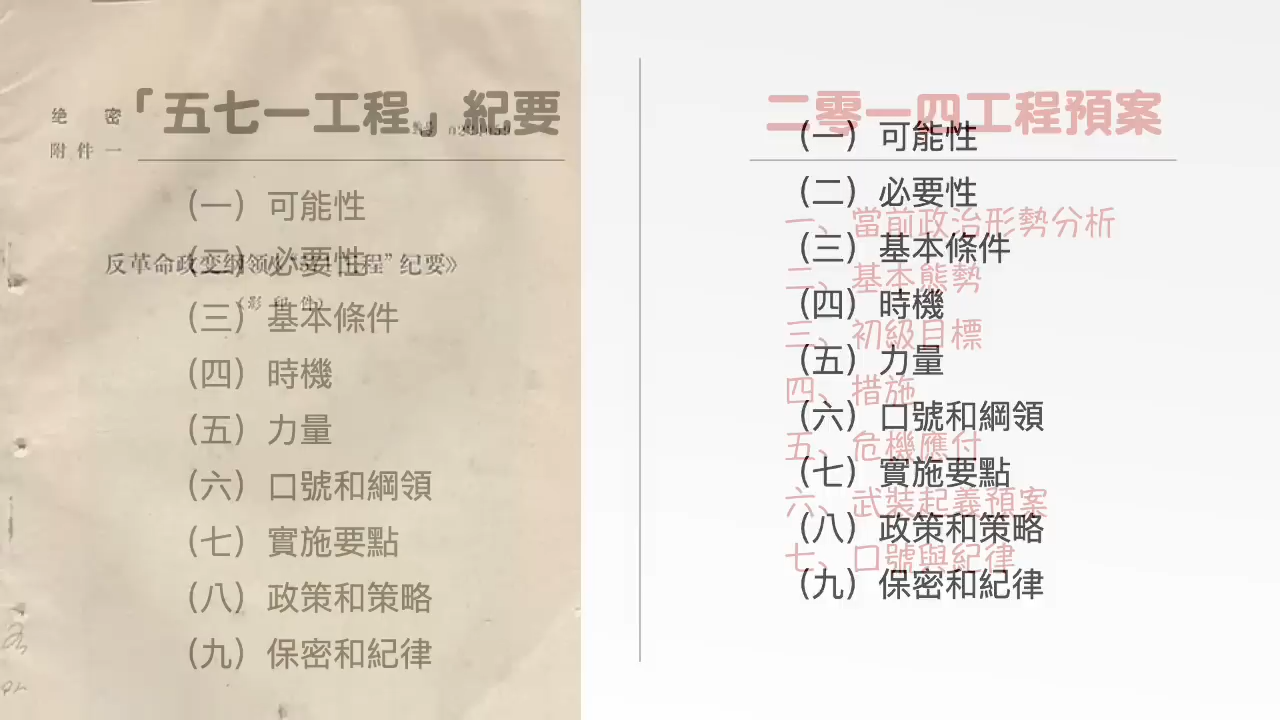 绝 密
附 件 一
「五七一工程」紀要
反革命政变纲领《“571工程”纪要》
（影 印 件）
（一）可能性
（二）必要性
（三）基本條件
（四）時機
（五）力量
（六）口號和綱領
（七）實施要點
（八）政策和策略
（九）保密和紀律
二零一四工程預案
（一）可能性
（二）必要性
（三）基本條件
（四）時機
（五）力量
（六）口號和綱領
（七）實施要點
（八）政策和策略
（九）保密和紀律
一、當前政治形勢分析
二、基本態勢
三、初級目標
四、措施
五、危機應付
六、武裝起義預案
七、口號與紀律